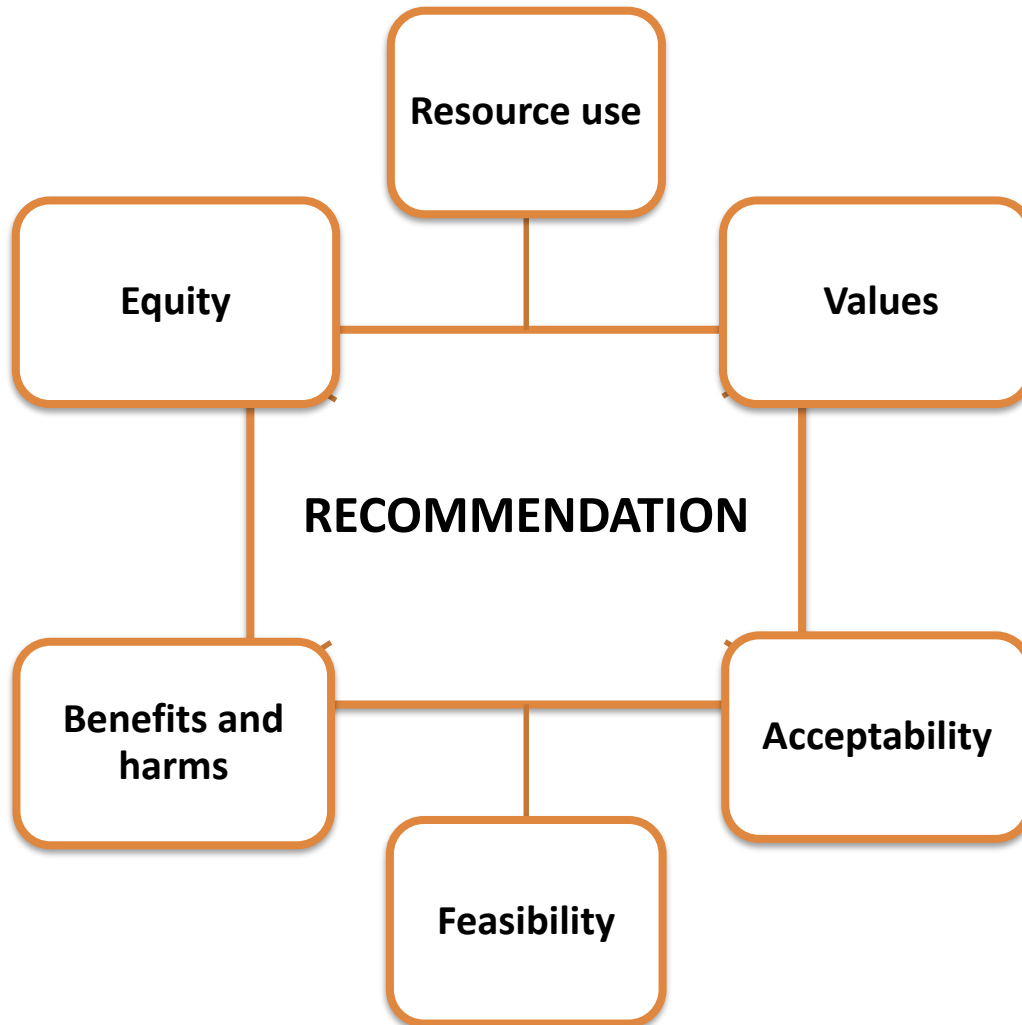 Resource use
Equity
Values
RECOMMENDATION
Benefits and
harms
Acceptability
Feasibility